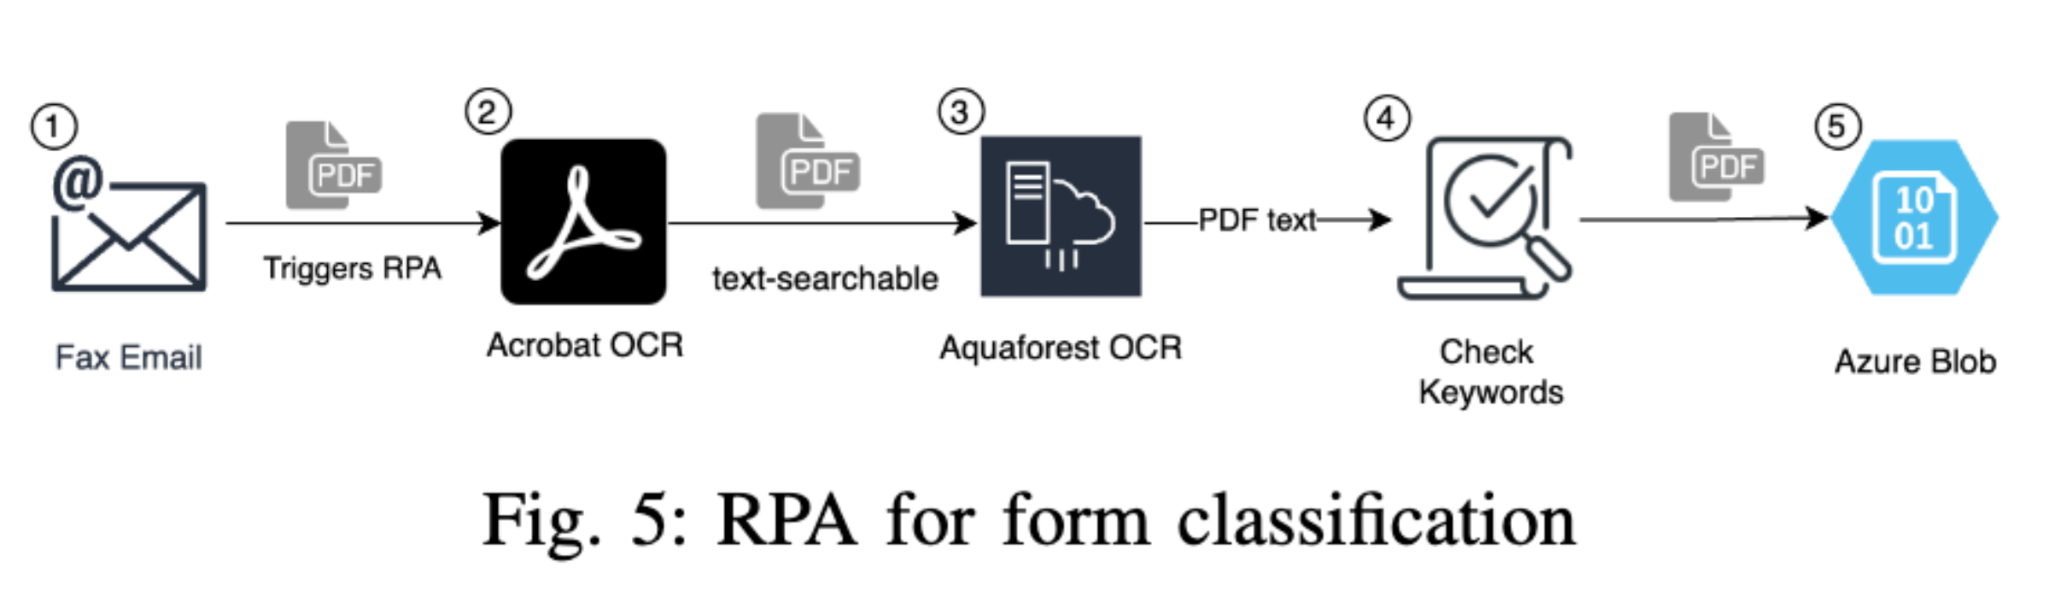 1
@
Fax Email
PDF
Triggers RPA
2
Acrobat OCR
PDF
text-searchable
3
Aquaforest OCR
PDF text
4
Check
Keywords
PDF
5
10
01
Azure Blob
Fig. 5: RPA for form classification